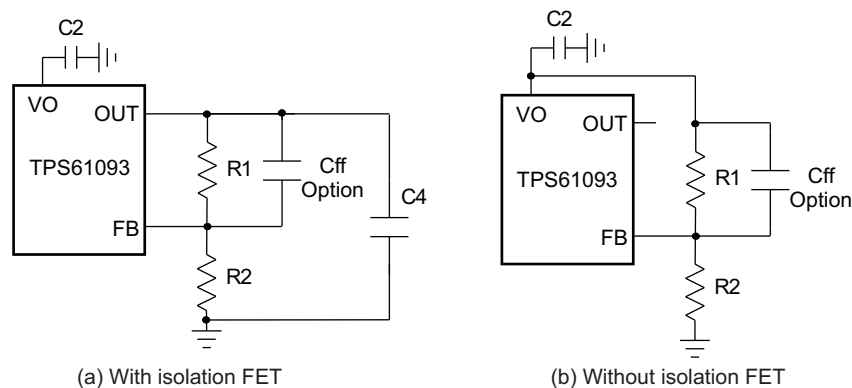 C2
VO
OUT
TPS61093
R1
Cff
Option
C4
FB
R2
(a) With isolation FET
C2
VO
OUT
TPS61093
R1
Cff
Option
FB
R2
(b) Without isolation FET